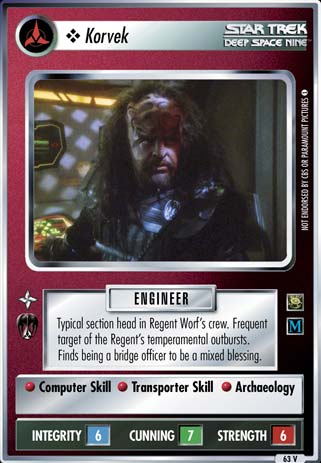 ❖ Korvek
STAR TREK
DEEP SPACE NINE
NOT ENDORSED BY CBS OR PARAMOUNT PICTURES
ENGINEER
Typical section head in Regent Worf's crew. Frequent
target of the Regent's temperamental outbursts.
Finds being a bridge officer to be a mixed blessing.
M
Computer Skill Transporter Skill Archaeology
INTEGRITY 6 CUNNING 7 STRENGTH 6
63 V